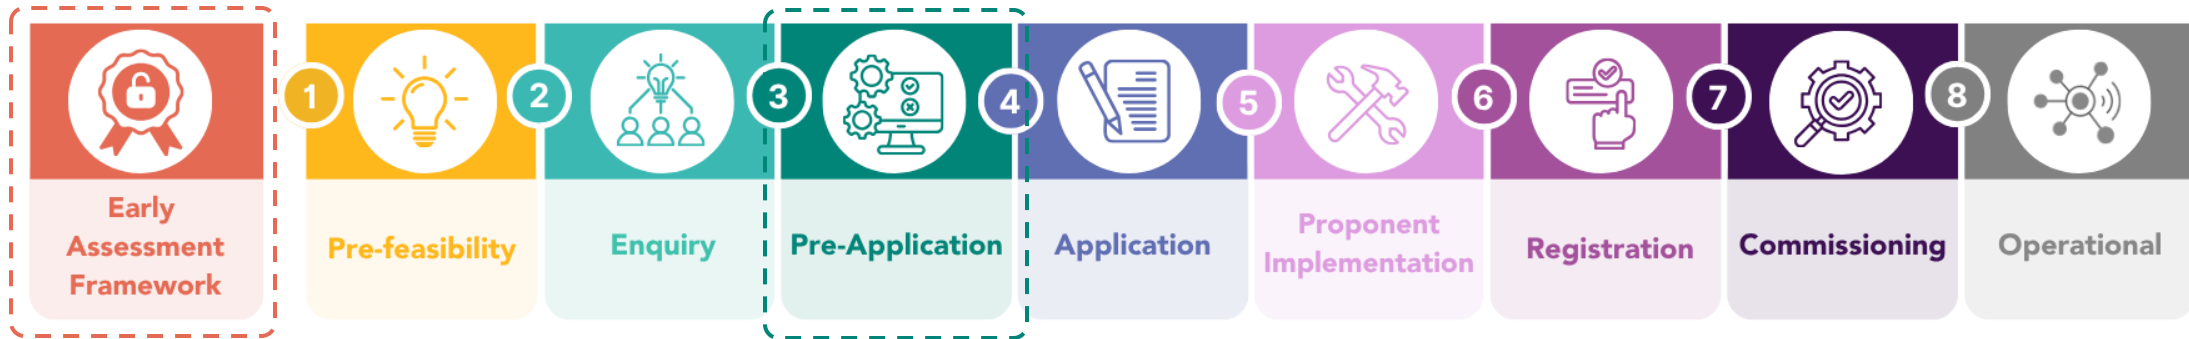 Early
Assessment
Framework
1
Pre-feasibility
2
Enquiry
3
Pre-Application
4
Application
5
Proponent
Implementation
6
Registration
7
Commissioning
8
Operational